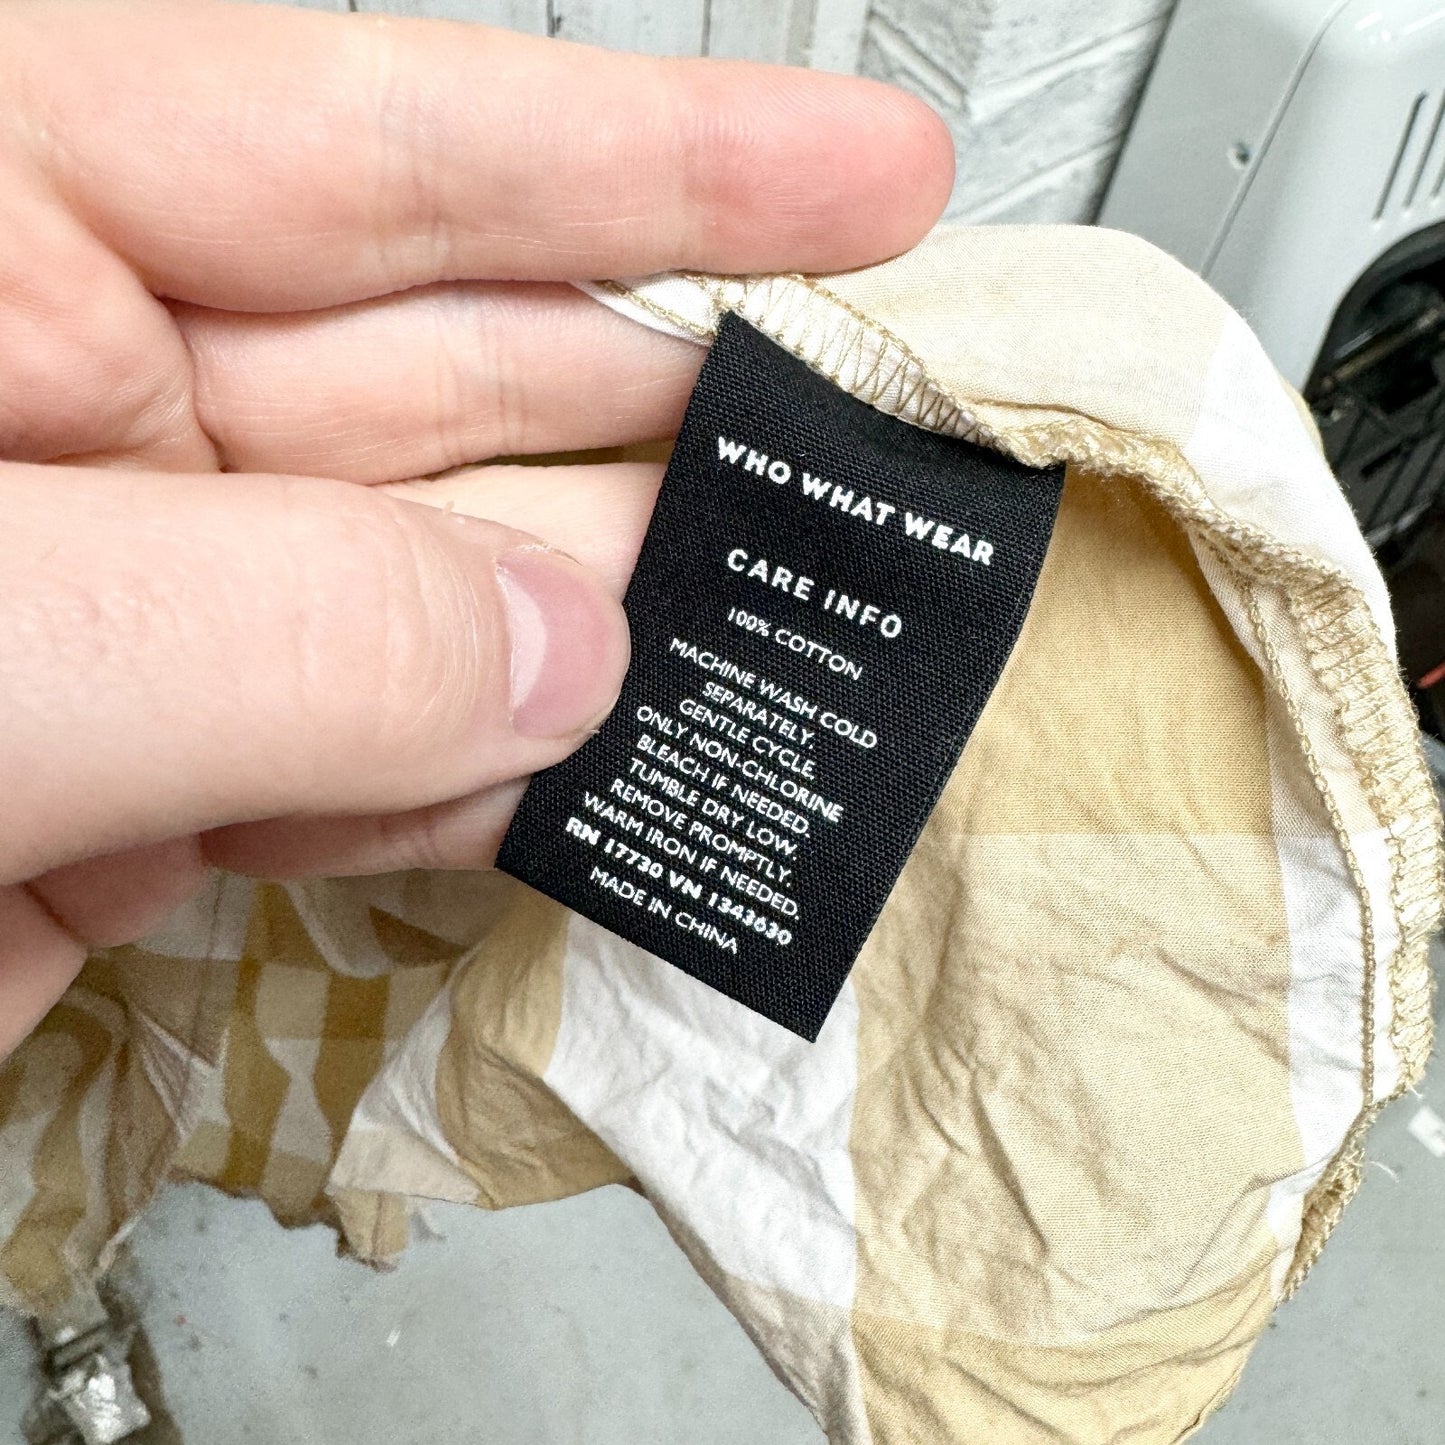 WHO WHAT WEAR
CARE INFO
100% COTTON
MACHINE WASH COLD
SEPARATELY.
GENTLE CYCLE.
ONLY NON-CHLORINE
BLEACH IF NEEDED.
TUMBLE DRY LOW.
REMOVE PROMPTLY.
WARM IRON IF NEEDED.
RN 17730 VN 1343630
MADE IN CHINA